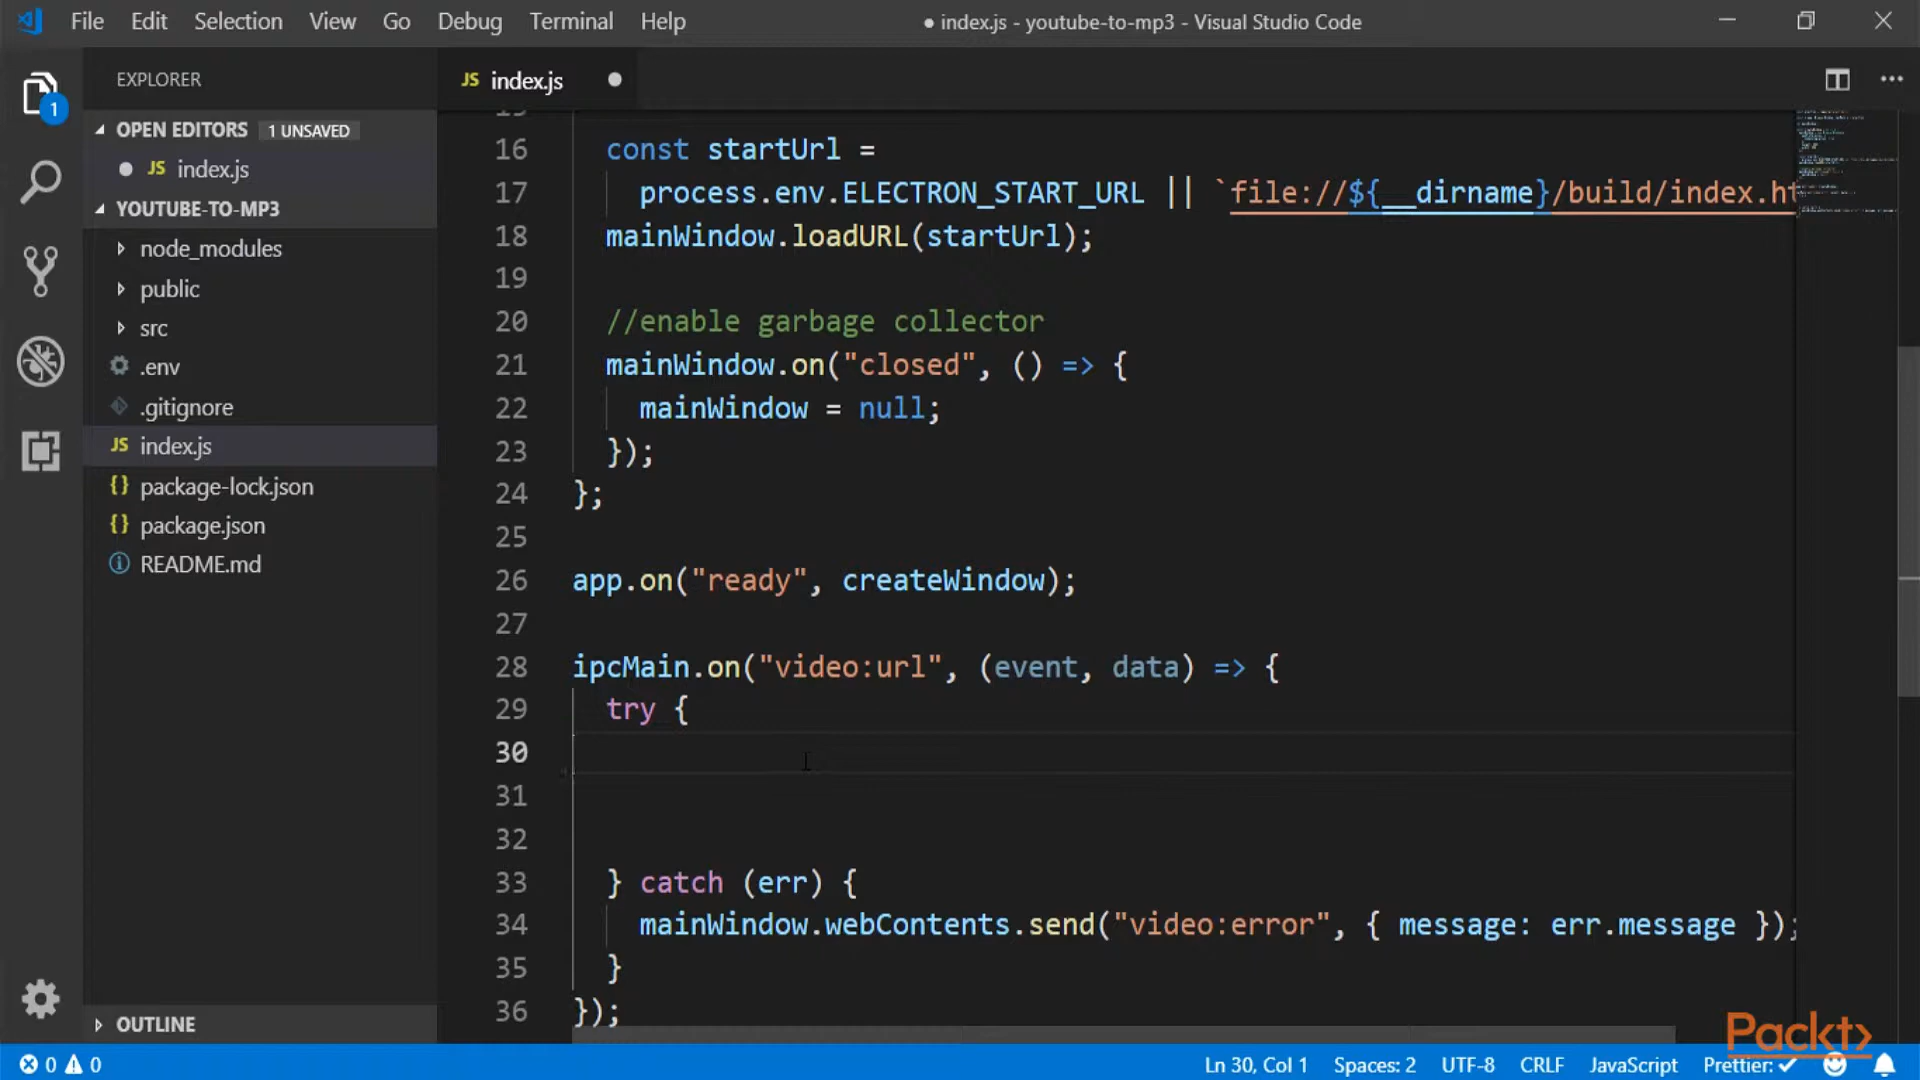 File Edit Selection View Go Debug Terminal Help
● index.js - youtube-to-mp3 - Visual Studio Code
EXPLORER
OPEN EDITORS 1 UNSAVED
JS index.js
YOUTUBE-TO-MP3
node_modules
public
src
.env
.gitignore
JS index.js
{} package-lock.json
{} package.json
README.md
OUTLINE
1
JS index.js
16 const startUrl =
17 process.env.ELECTRON_START_URL || `file://${__dirname}/build/index.ht
18 mainWindow.loadURL(startUrl);
19
20 //enable garbage collector
21 mainWindow.on("closed", () => {
22 mainWindow = null;
23 });
24 };
25
26 app.on("ready", createWindow);
27
28 ipcMain.on("video:url", (event, data) => {
29 try {
30
31
32
33 } catch (err) {
34 mainWindow.webContents.send("video:error", { message: err.message });
35 }
36 });
Packt>
0 0
Ln 30, Col 1 Spaces: 2 UTF-8 CRLF JavaScript Prettier: ✓